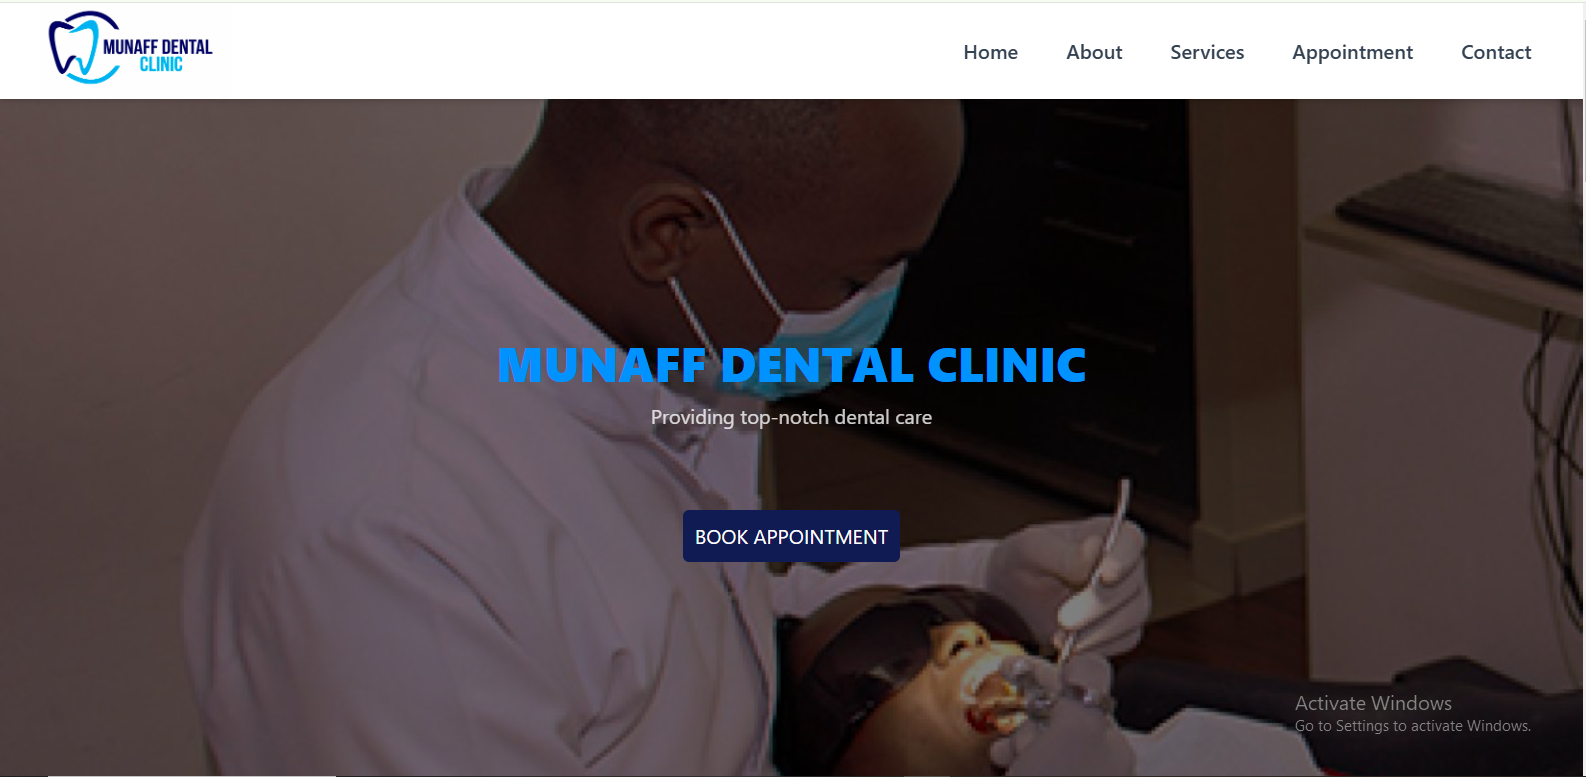 MUNAFF DENTAL
CLINIC
Home
About
Services
Appointment
Contact
MUNAFF DENTAL CLINIC
Providing top-notch dental care
BOOK APPOINTMENT
Activate Windows
Go to Settings to activate Windows.